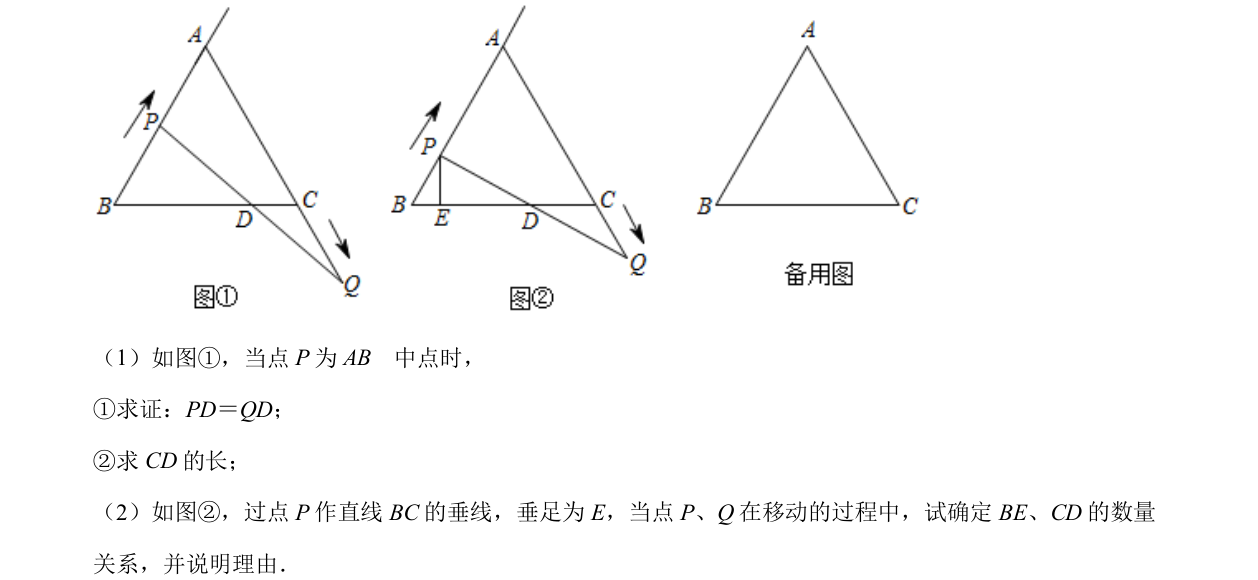 A A A
P P
B D C B E D C B C
Q Q
图① 图② 备用图
（1）如图①，当点 P 为 AB 中点时，
①求证：PD＝QD；
②求 CD 的长；
（2）如图②，过点 P 作直线 BC 的垂线，垂足为 E，当点 P、Q 在移动的过程中，试确定 BE、CD 的数量
关系，并说明理由．